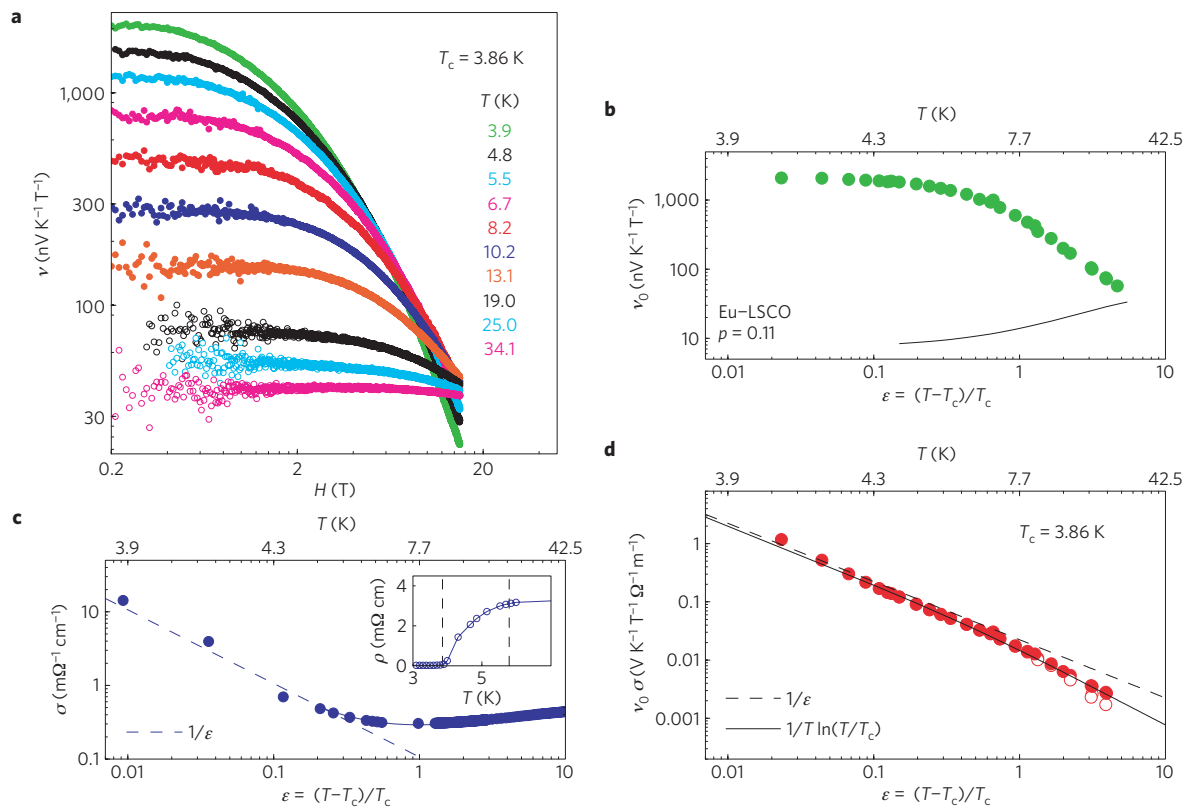 a
T_c = 3.86 K
T (K)
3.9
4.8
5.5
6.7
8.2
10.2
13.1
19.0
25.0
34.1
1,000
300
100
30
ν (nV K⁻¹ T⁻¹)
0.2
2
20
H (T)
b
T (K)
3.9
4.3
7.7
42.5
1,000
100
10
ν₀ (nV K⁻¹ T⁻¹)
Eu–LSCO
p = 0.11
0.01
0.1
1
10
ε = (T–T_c)/T_c
c
T (K)
3.9
4.3
7.7
42.5
10
1
0.1
σ (mΩ⁻¹ cm⁻¹)
1/ε
4
2
0
ρ (mΩ cm)
3
5
T (K)
0.01
0.1
1
10
ε = (T–T_c)/T_c
d
T (K)
3.9
4.3
7.7
42.5
T_c = 3.86 K
1
0.1
0.01
0.001
ν₀ σ (V K⁻¹ T⁻¹ Ω⁻¹ m⁻¹)
1/ε
1/T ln(T/T_c)
0.01
0.1
1
10
ε = (T–T_c)/T_c